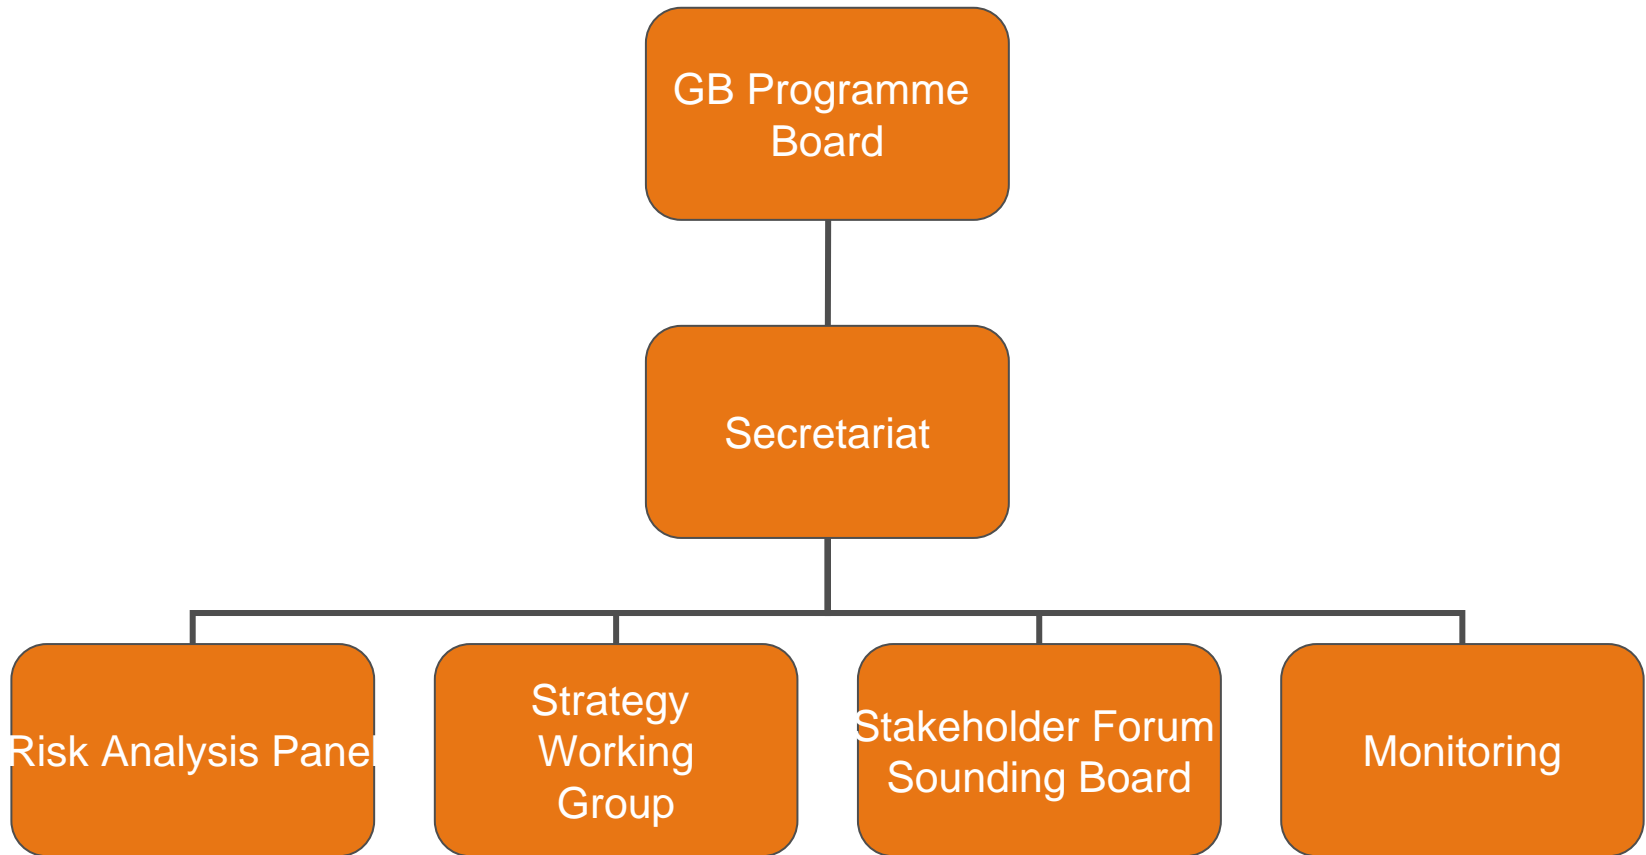 GB Programme
Board
Secretariat
Risk Analysis Panel
Strategy
Working
Group
Stakeholder Forum
Sounding Board
Monitoring